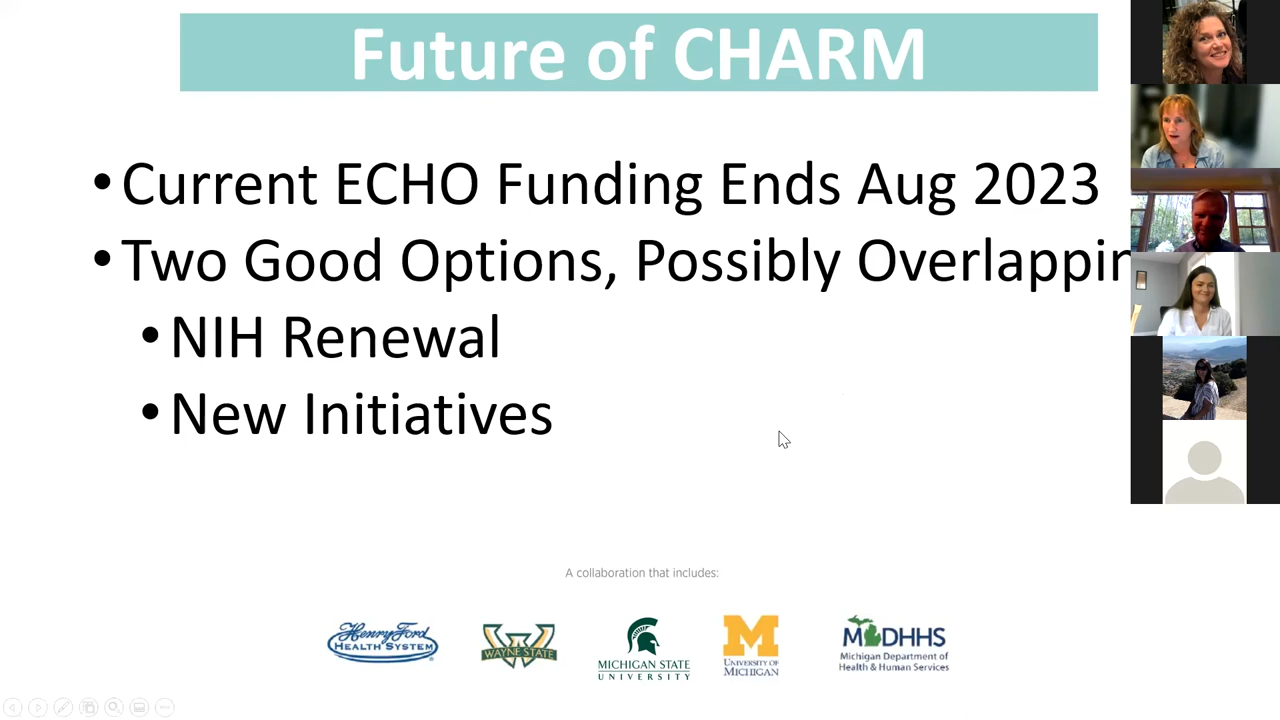 Future of CHARM
•Current ECHO Funding Ends Aug 2023
•Two Good Options, Possibly Overlappin
•NIH Renewal
•New Initiatives
A collaboration that includes:
Henry Ford
HEALTH SYSTEM
WAYNE STATE
MICHIGAN STATE
UNIVERSITY
UNIVERSITY OF
MICHIGAN
MDHHS
Michigan Department of
Health & Human Services